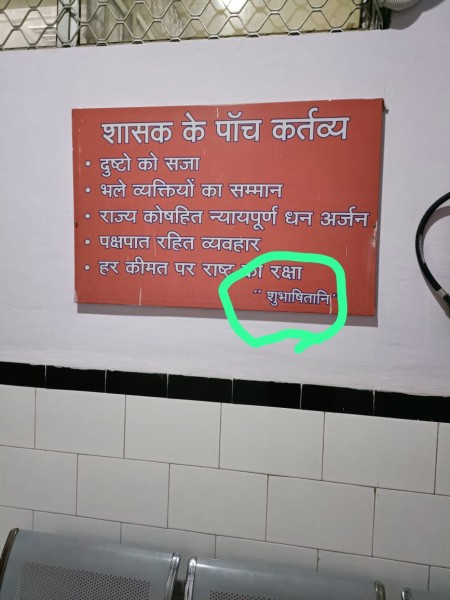 शासक के पाँच कर्तव्य
• दुष्टो को सजा
• भले व्यक्तियों का सम्मान
• राज्य कोषहित न्यायपूर्ण धन अर्जन
• पक्षपात रहित व्यवहार
• हर कीमत पर राष्ट की रक्षा
"शुभाषितानि"